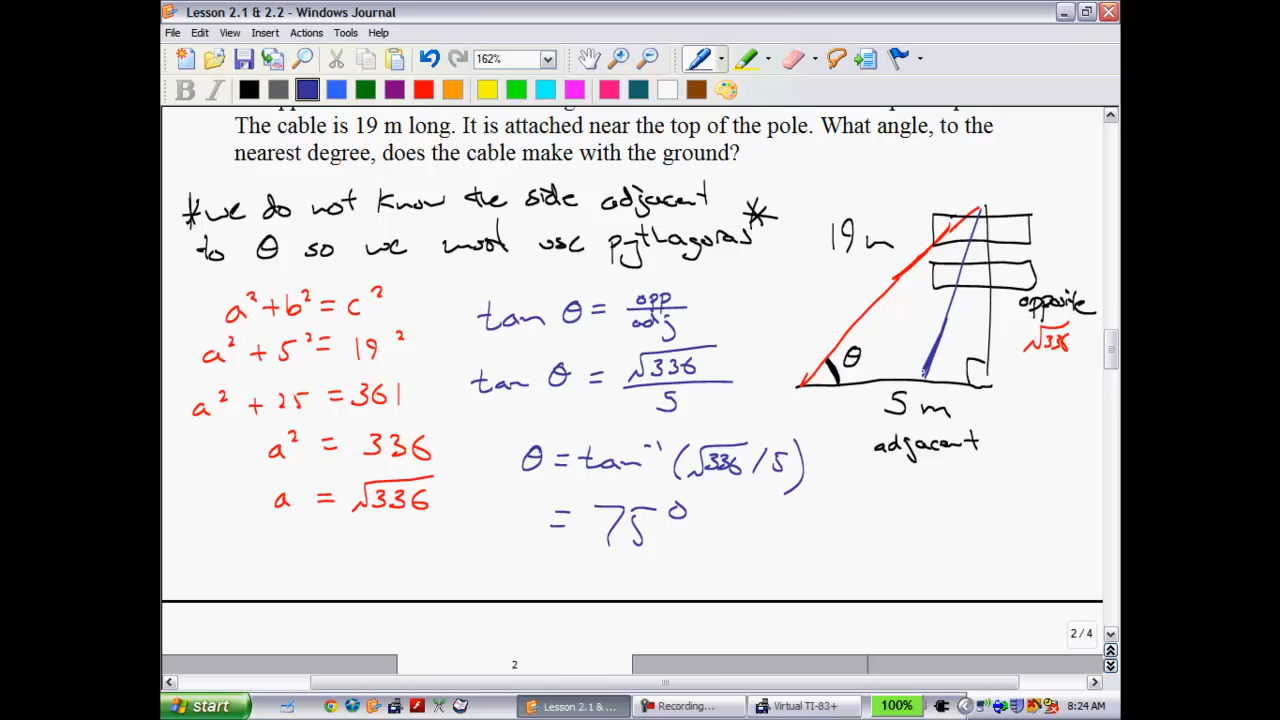 Lesson 2.1 & 2.2 - Windows Journal
File Edit View Insert Actions Tools Help
162%
B I
The cable is 19 m long. It is attached near the top of the pole. What angle, to the
nearest degree, does the cable make with the ground?
*we do not know the side adjacent
to θ so we must use pythagoras*
a² + b² = c²
a² + 5² = 19²
a² + 25 = 361
a² = 336
a = √336
tan θ = opp/adj
tan θ = √336/5
θ = tan⁻¹ (√336/5)
= 75°
19 m
opposite
√336
θ
5 m
adjacent
2 / 4
2
start
Lesson 2.1 & ...
Recording...
Virtual TI-83+
100%
8:24 AM